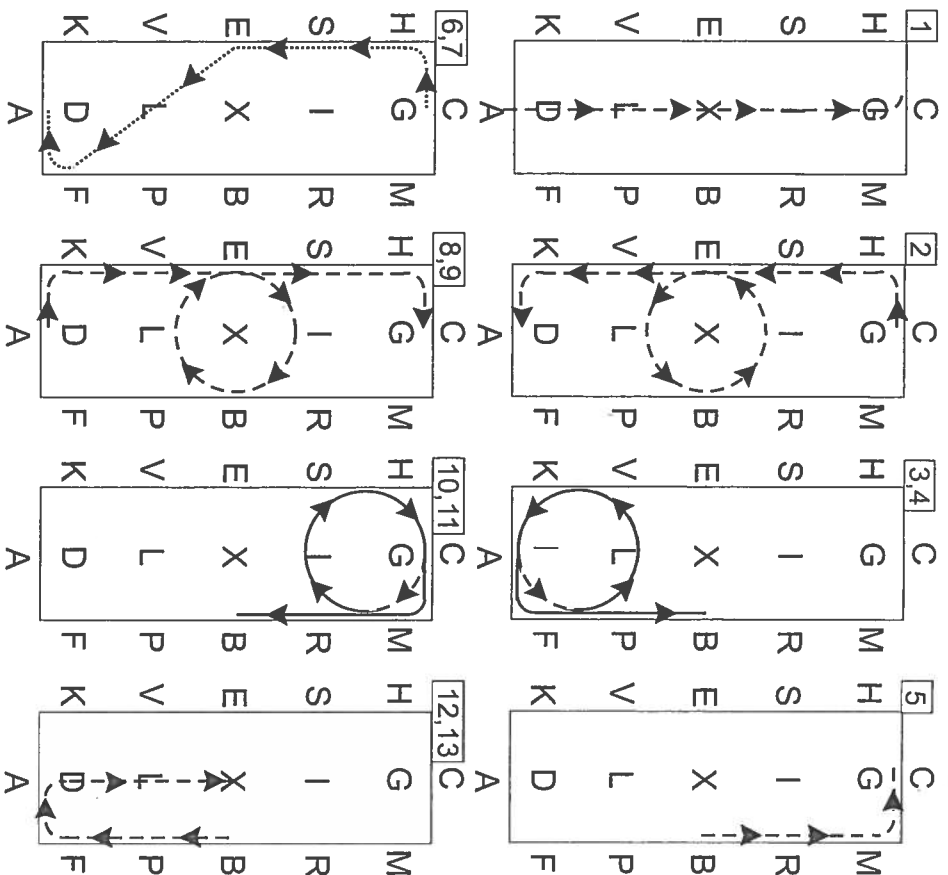 1
C
H G M
S I R
E X B
V L P
K D F
A
2
C
H G M
S I R
E X B
V L P
K D F
A
3,4
C
H G M
S I R
E X B
V L P
K I F
A
5
C
H G M
S I R
E X B
V L P
K D F
A
6,7
C
H G M
S I R
E X B
V L P
K D F
A
8,9
C
H G M
S I R
E X B
V L P
K D F
A
10,11
C
H G M
S I R
E X B
V L P
K D F
A
12,13
C
H G M
S I R
E X B
V L P
K D F
A